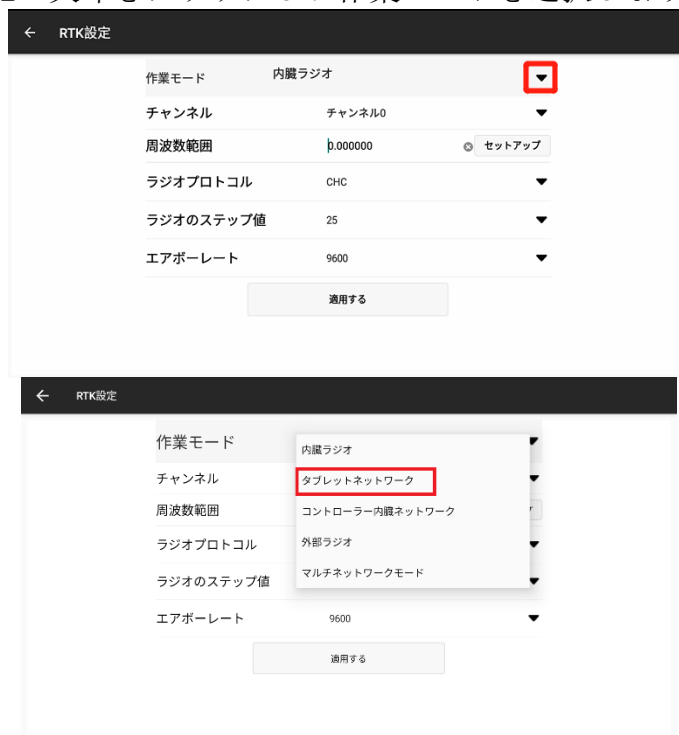 ← RTK設定
作業モード 内臓ラジオ
チャンネル チャンネル0
周波数範囲 0.000000 セットアップ
ラジオプロトコル CHC
ラジオのステップ値 25
エアボーレート 9600
適用する
← RTK設定
作業モード
内臓ラジオ
チャンネル
タブレットネットワーク
周波数範囲
コントローラー内臓ネットワーク
ラジオプロトコル
外部ラジオ
ラジオのステップ値
マルチネットワークモード
エアボーレート 9600
適用する